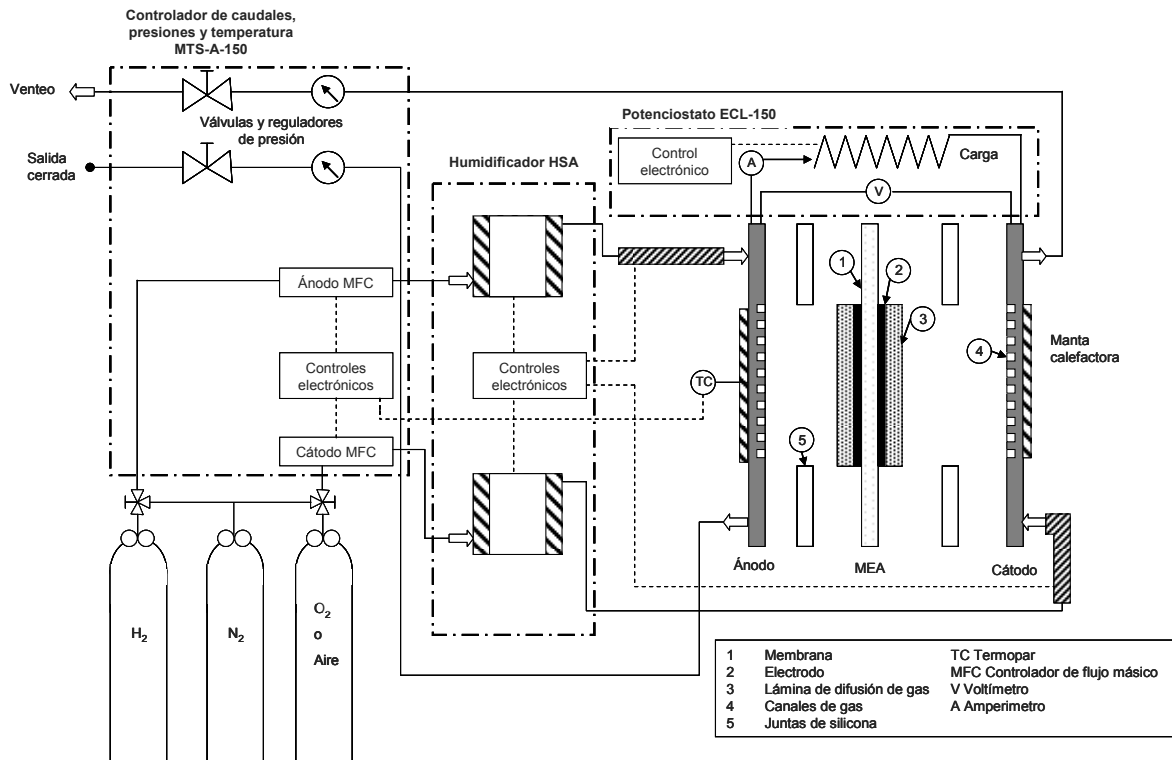 Controlador de caudales,
presiones y temperatura
MTS-A-150
Venteo
Válvulas y reguladores
de presión
Salida
cerrada
Potenciostato ECL-150
Control
electrónico
A
Carga
V
Humidificador HSA
Ánodo MFC
Controles
electrónicos
Cátodo MFC
Controles
electrónicos
TC
1
2
3
4
5
Manta
calefactora
Ánodo
MEA
Cátodo
H2
N2
O2
o
Aire
1 Membrana
2 Electrodo
3 Lámina de difusión de gas
4 Canales de gas
5 Juntas de silicona
TC Termopar
MFC Controlador de flujo másico
V Voltímetro
A Amperimetro